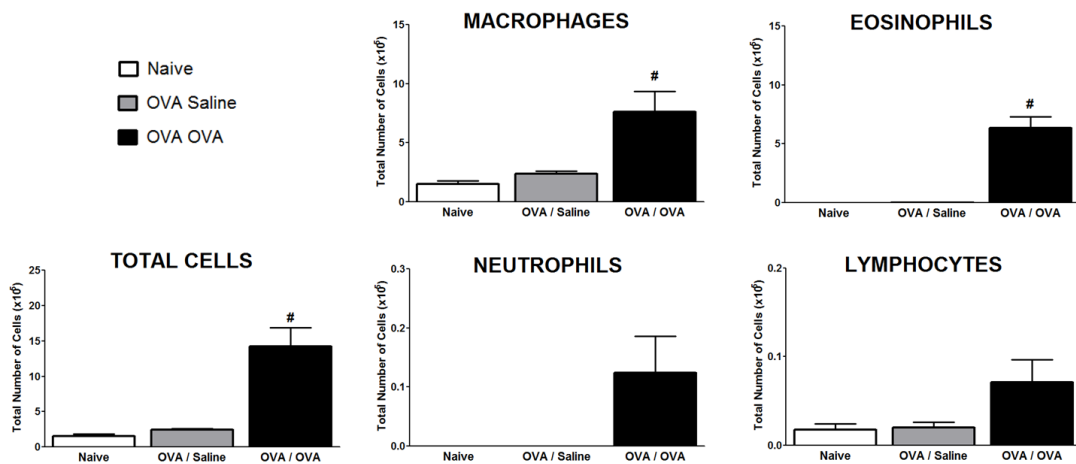 Naive
OVA Saline
OVA OVA
MACROPHAGES
Total Number of Cells (x10⁶)
15
10
5
0
#
Naive
OVA / Saline
OVA / OVA
EOSINOPHILS
Total Number of Cells (x10⁶)
15
10
5
0
#
Naive
OVA / Saline
OVA / OVA
TOTAL CELLS
Total Number of Cells (x10⁶)
25
20
15
10
5
0
#
Naive
OVA / Saline
OVA / OVA
NEUTROPHILS
Total Number of Cells (x10⁶)
0.3
0.2
0.1
0.0
Naive
OVA / Saline
OVA / OVA
LYMPHOCYTES
Total Number of Cells (x10⁶)
0.2
0.1
0.0
Naive
OVA / Saline
OVA / OVA